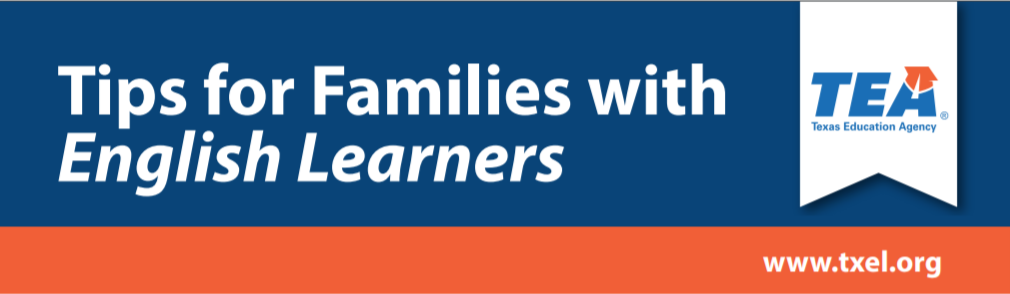 Tips for Families with
English Learners
TEA®
Texas Education Agency
www.txel.org